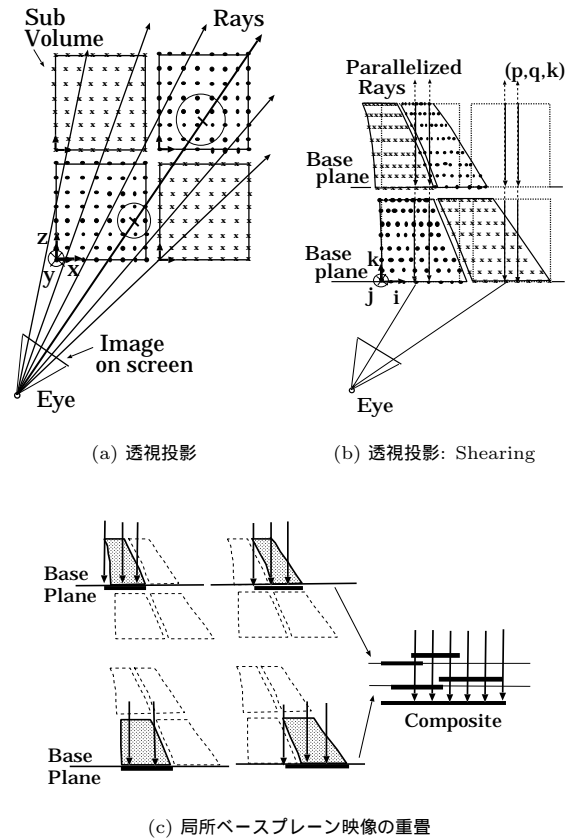 Sub
Volume
Rays
z
y
x
Image
on screen
Eye
(a) 透視投影
Parallelized
Rays
(p,q,k)
Base
plane
Base
plane
k
j
i
Eye
(b) 透視投影: Shearing
Base
Plane
Base
Plane
Composite
(c) 局所ベースプレーン映像の重畳